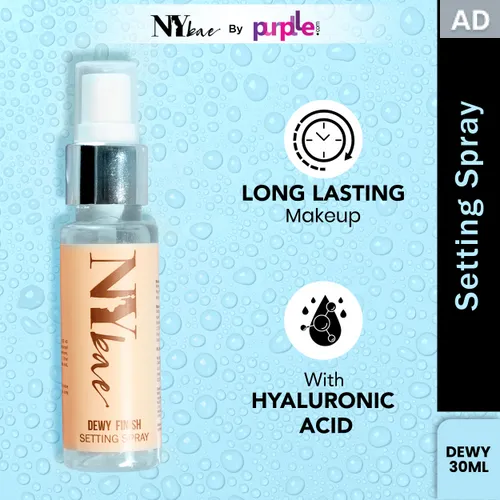 NYbae By purplle.com
AD
Setting Spray
LONG LASTING
Makeup
With
HYALURONIC
ACID
NYbae
DEWY FINISH
SETTING SPRAY
DEWY
30ML